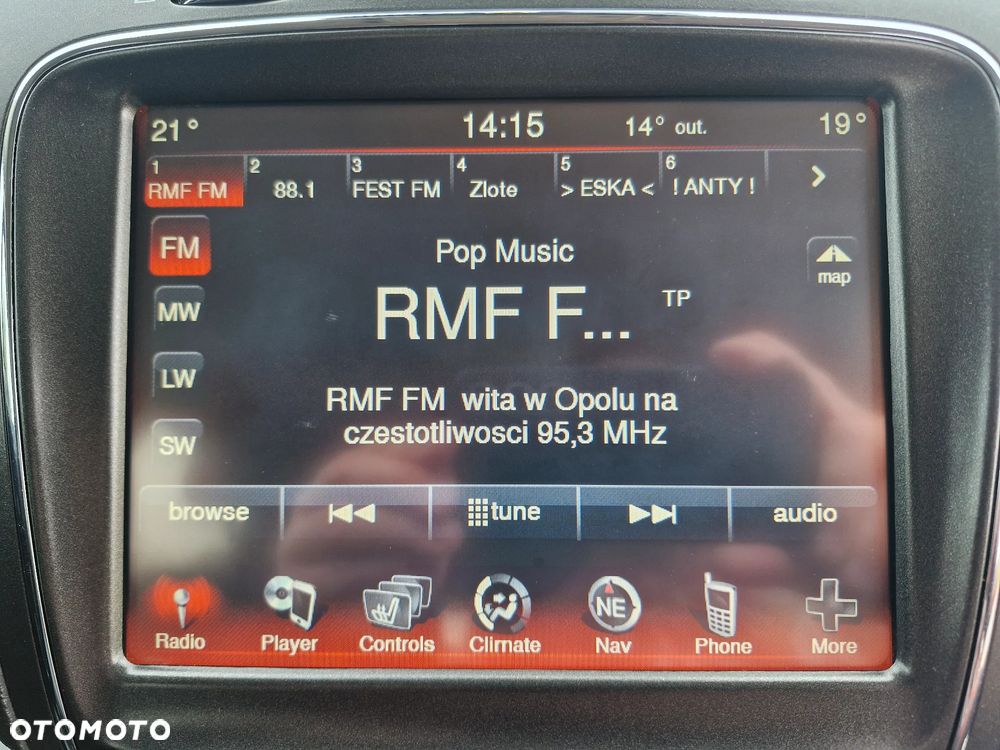 21° 14:15 14° out. 19°
1 2 3 4 5 6
RMF FM 88.1 FEST FM Zlote > ESKA < ! ANTY ! >
FM
Pop Music
map
MW
RMF F... TP
LW
RMF FM wita w Opolu na
czestotliwosci 95,3 MHz
SW
browse tune audio
NE
Radio Player Controls Climate Nav Phone More
OTOMOTO